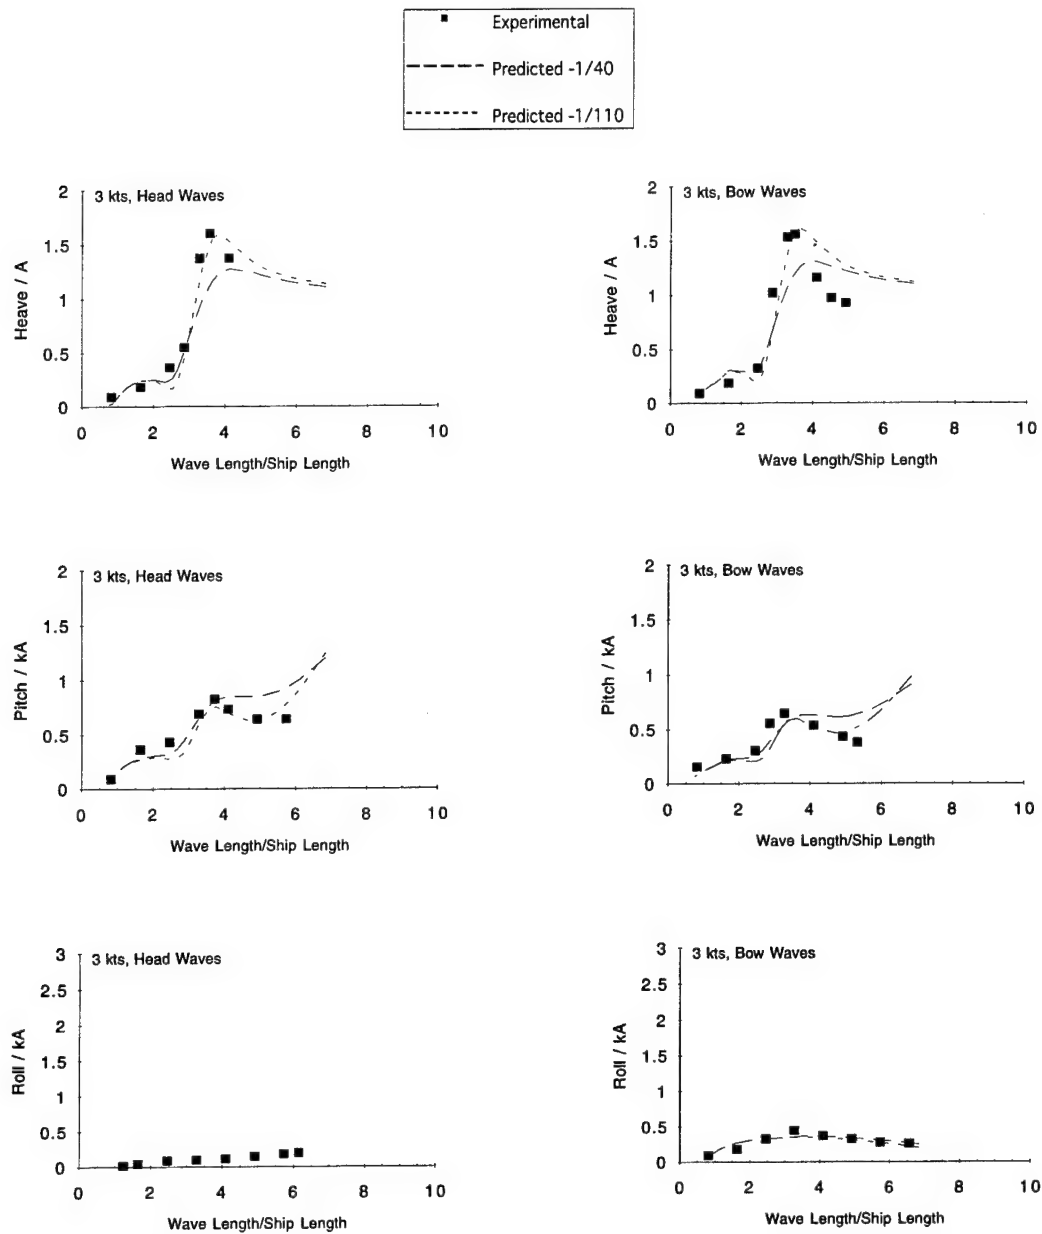 Experimental
Predicted -1/40
Predicted -1/110
3 kts, Head Waves
Heave / A
2
1.5
1
0.5
0
0 2 4 6 8 10
Wave Length/Ship Length
3 kts, Bow Waves
Heave / A
2
1.5
1
0.5
0
0 2 4 6 8 10
Wave Length/Ship Length
3 kts, Head Waves
Pitch / kA
2
1.5
1
0.5
0
0 2 4 6 8 10
Wave Length/Ship Length
3 kts, Bow Waves
Pitch / kA
2
1.5
1
0.5
0
0 2 4 6 8 10
Wave Length/Ship Length
3 kts, Head Waves
Roll / kA
3
2.5
2
1.5
1
0.5
0
0 2 4 6 8 10
Wave Length/Ship Length
3 kts, Bow Waves
Roll / kA
3
2.5
2
1.5
1
0.5
0
0 2 4 6 8 10
Wave Length/Ship Length